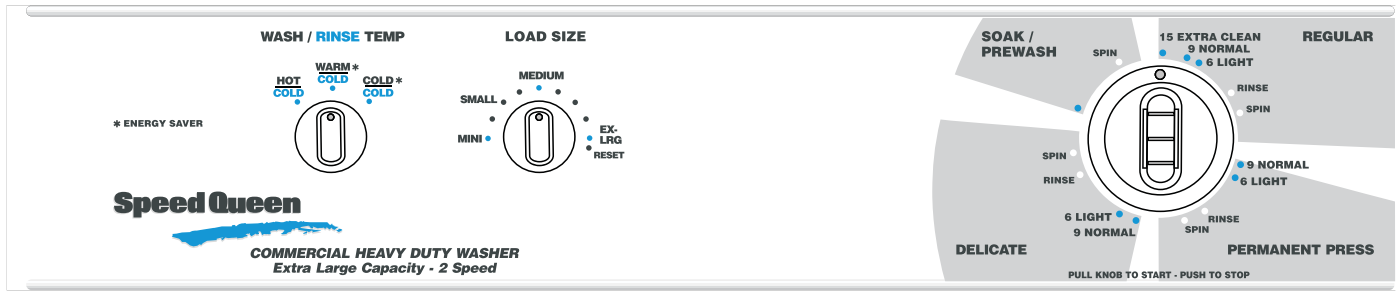 WASH / RINSE TEMP
HOT
COLD
WARM *
COLD
COLD *
COLD
* ENERGY SAVER
LOAD SIZE
MINI
SMALL
MEDIUM
EX-
LRG
RESET
Speed Queen
COMMERCIAL HEAVY DUTY WASHER
Extra Large Capacity - 2 Speed
SOAK /
PREWASH
SPIN
15 EXTRA CLEAN
9 NORMAL
6 LIGHT
REGULAR
RINSE
SPIN
9 NORMAL
6 LIGHT
RINSE
SPIN
PERMANENT PRESS
SPIN
RINSE
6 LIGHT
9 NORMAL
DELICATE
PULL KNOB TO START - PUSH TO STOP